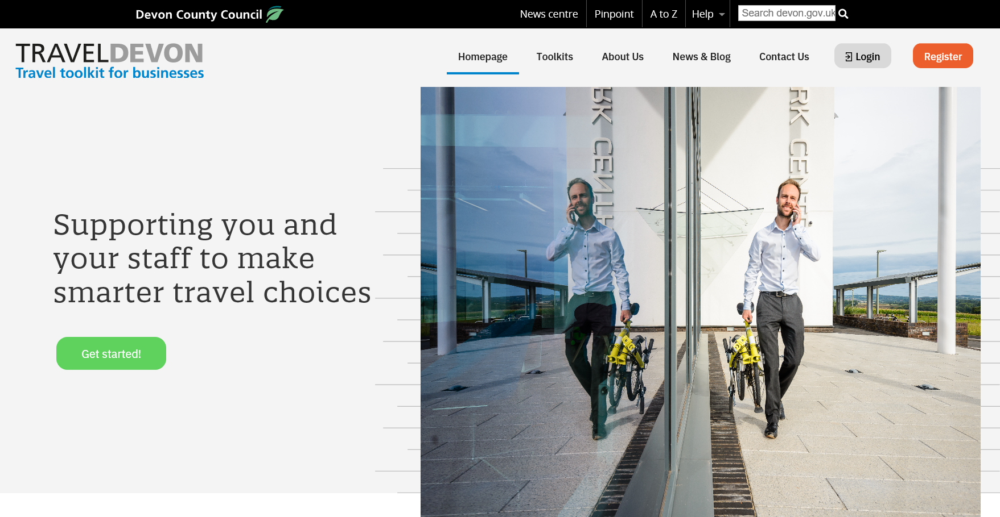 Devon County Council
News centre
Pinpoint
A to Z
Help
Search devon.gov.uk
TRAVELDEVON
Travel toolkit for businesses
Homepage
Toolkits
About Us
News & Blog
Contact Us
Login
Register
RK CENTRE
Supporting you and
your staff to make
smarter travel choices
Get started!